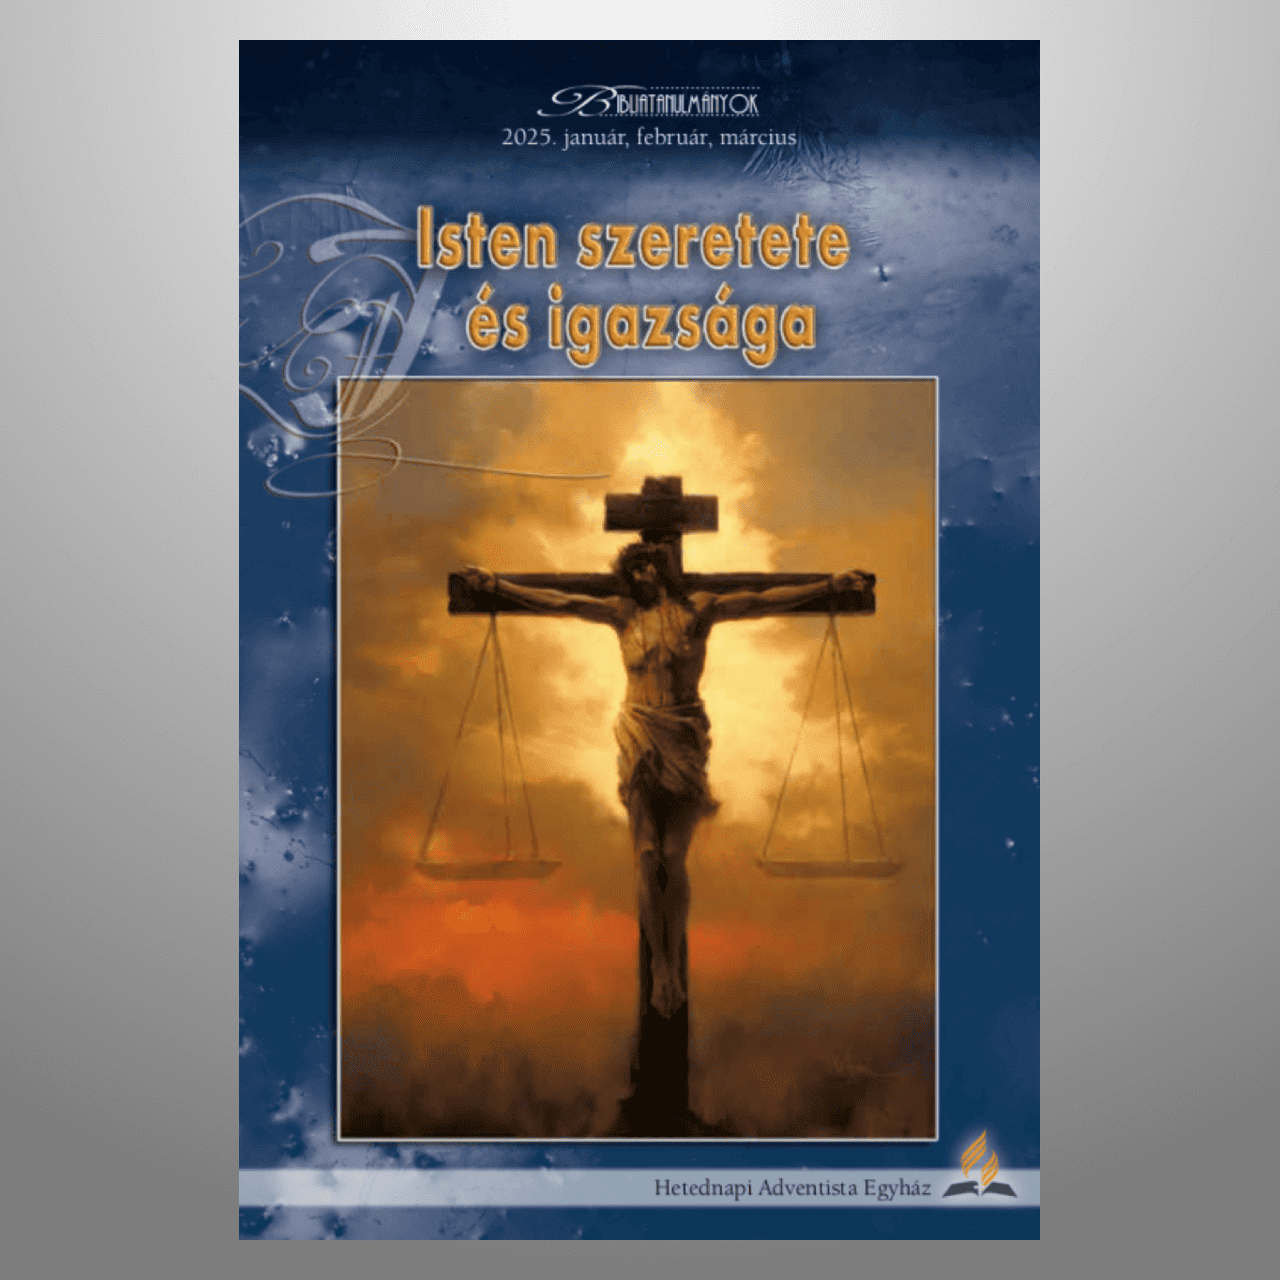 BIBLIATANULMÁNYOK
2025. január, február, március
Isten szeretete
és igazsága
Hetednapi Adventista Egyház